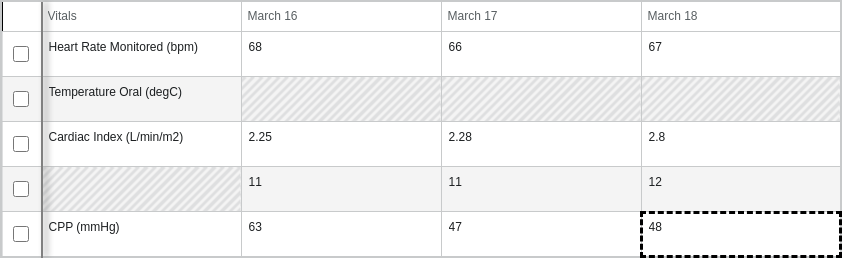 Vitals March 16 March 17 March 18
Heart Rate Monitored (bpm) 68 66 67
Temperature Oral (degC)
Cardiac Index (L/min/m2) 2.25 2.28 2.8
11 11 12
CPP (mmHg) 63 47 48